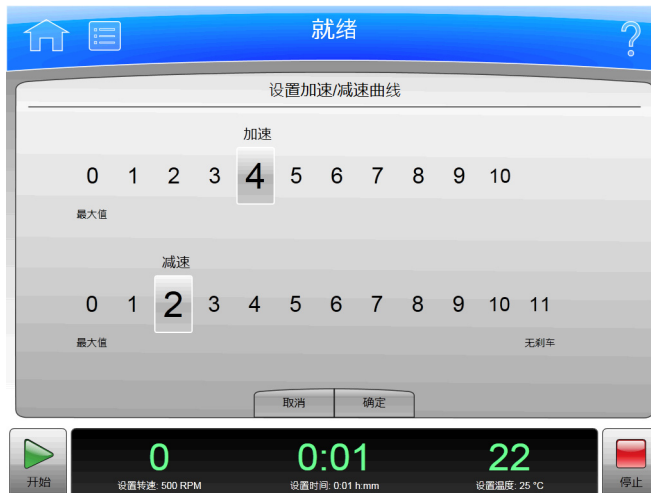 就绪
设置加速/减速曲线
加速
0 1 2 3 4 5 6 7 8 9 10
最大值
减速
0 1 2 3 4 5 6 7 8 9 10 11
最大值 无刹车
取消 确定
0 0:01 22
开始 设置转速: 500 RPM 设置时间: 0:01 h:mm 设置温度: 25 °C 停止